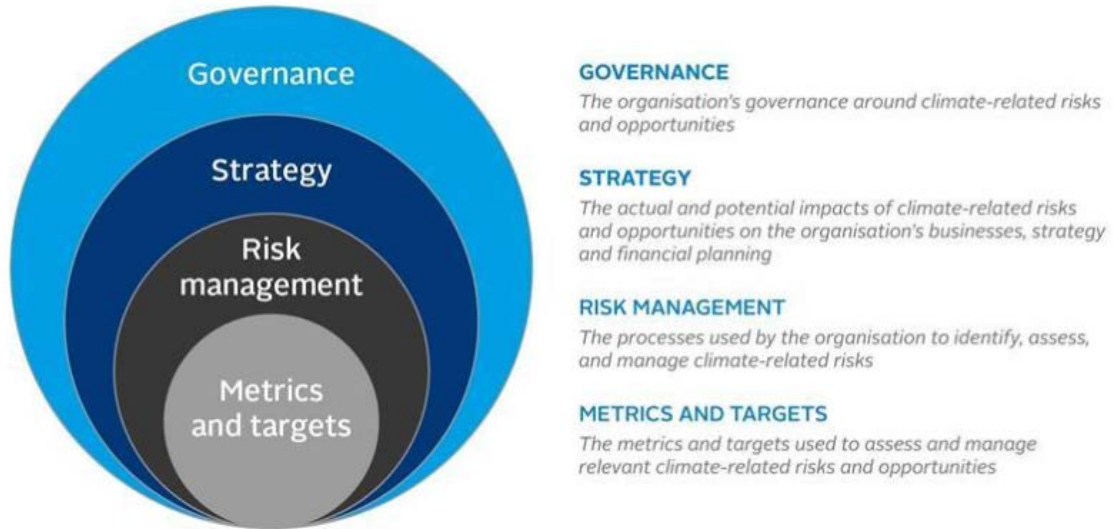 Governance
Strategy
Risk
management
Metrics
and targets
GOVERNANCE
The organisation's governance around climate-related risks
and opportunities
STRATEGY
The actual and potential impacts of climate-related risks
and opportunities on the organisation's businesses, strategy
and financial planning
RISK MANAGEMENT
The processes used by the organisation to identify, assess,
and manage climate-related risks
METRICS AND TARGETS
The metrics and targets used to assess and manage
relevant climate-related risks and opportunities